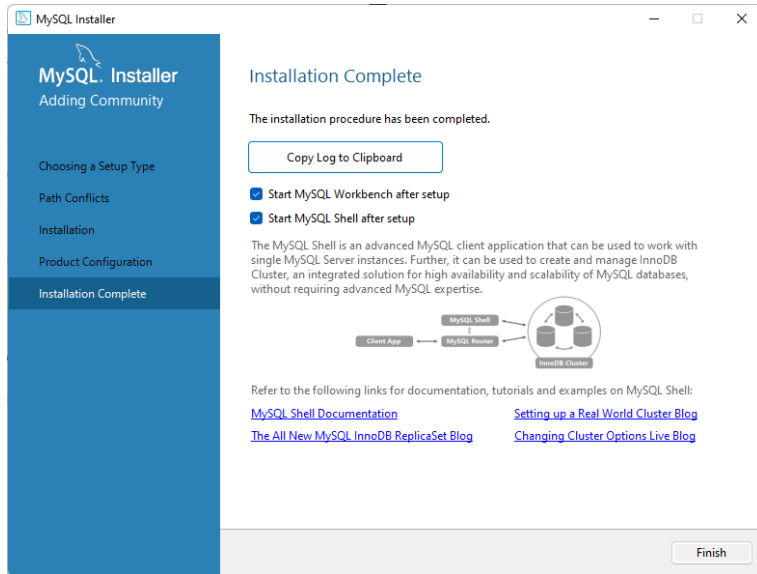 MySQL Installer
MySQL. Installer
Adding Community
Choosing a Setup Type
Path Conflicts
Installation
Product Configuration
Installation Complete
Installation Complete
The installation procedure has been completed.
Copy Log to Clipboard
Start MySQL Workbench after setup
Start MySQL Shell after setup
The MySQL Shell is an advanced MySQL client application that can be used to work with
single MySQL Server instances. Further, it can be used to create and manage InnoDB
Cluster, an integrated solution for high availability and scalability of MySQL databases,
without requiring advanced MySQL expertise.
MySQL Shell
Client App
MySQL Router
InnoDB Cluster
Refer to the following links for documentation, tutorials and examples on MySQL Shell:
MySQL Shell Documentation
Setting up a Real World Cluster Blog
The All New MySQL InnoDB ReplicaSet Blog
Changing Cluster Options Live Blog
Finish